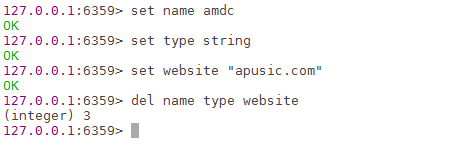 127.0.0.1:6359> set name amdc
OK
127.0.0.1:6359> set type string
OK
127.0.0.1:6359> set website "apusic.com"
OK
127.0.0.1:6359> del name type website
(integer) 3
127.0.0.1:6359>